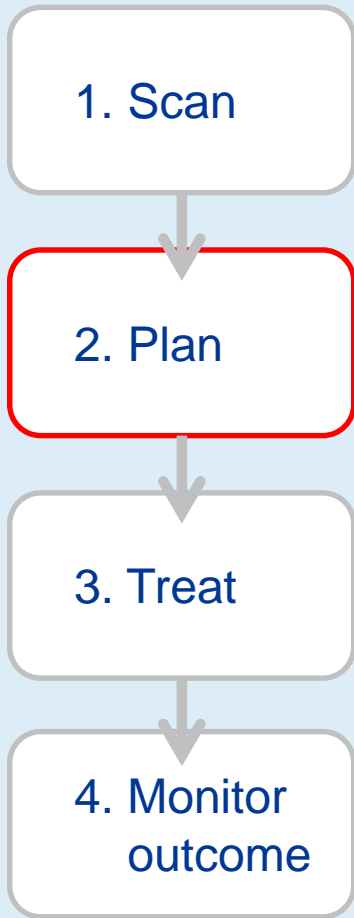 1. Scan
2. Plan
3. Treat
4. Monitor
outcome